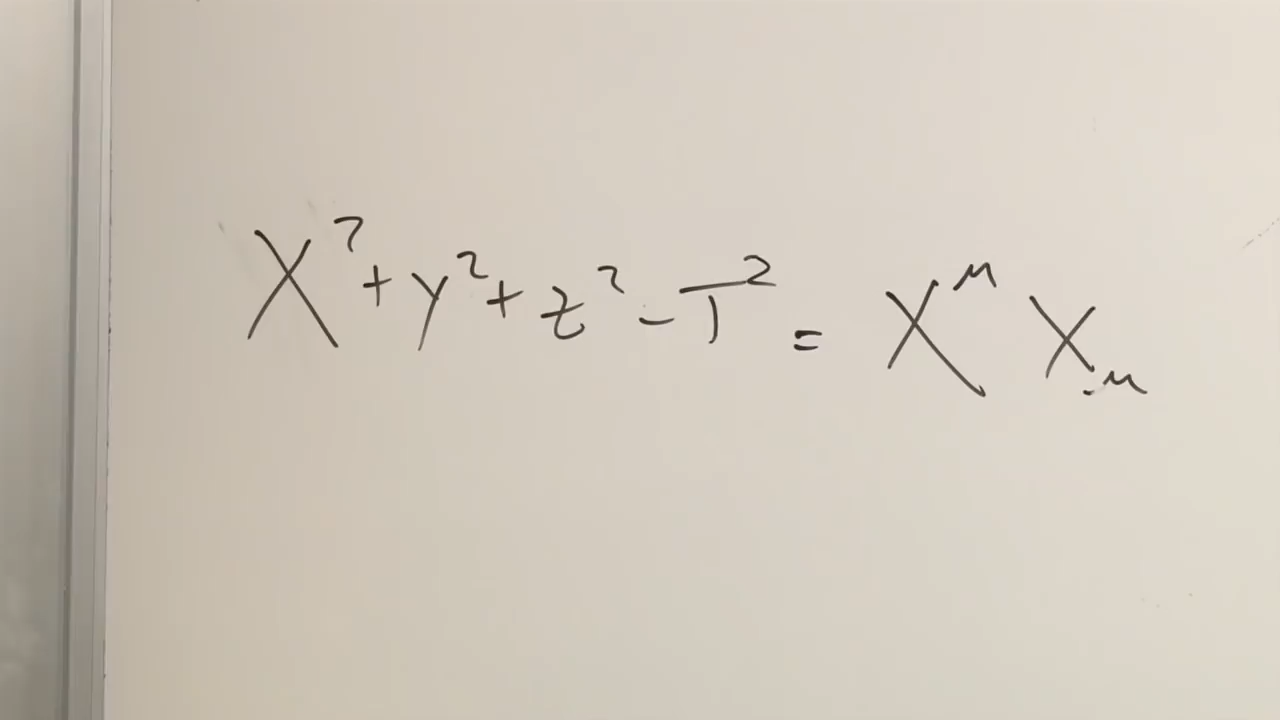 X² + y² + z² - T² = X^μ X_μ